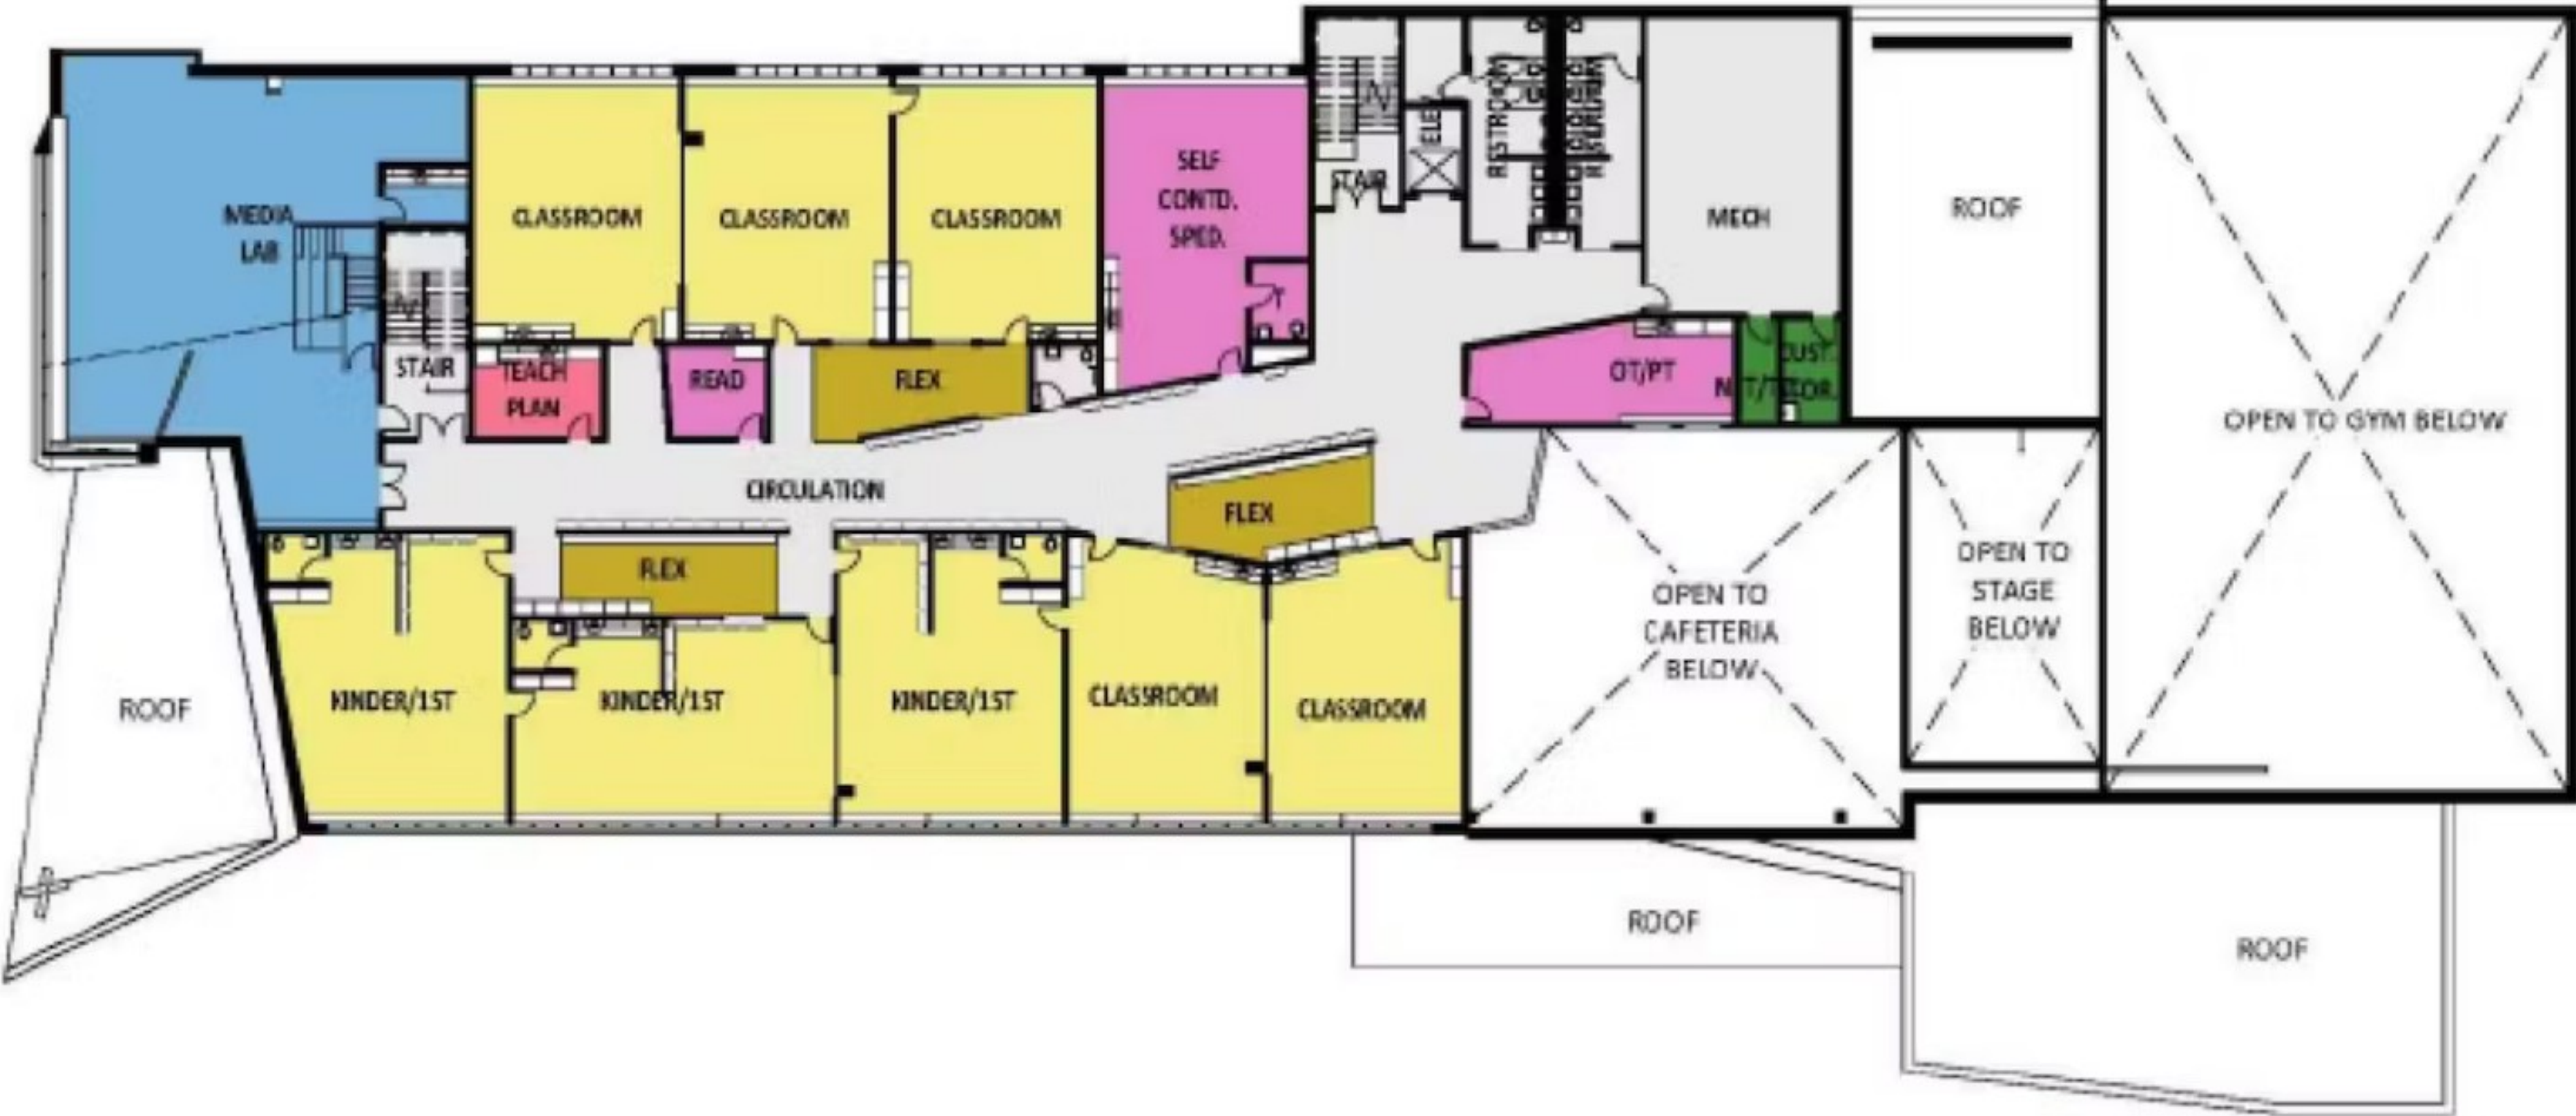 MEDIA
LAB
STAIR
CLASSROOM
CLASSROOM
CLASSROOM
SELF
CONTD.
SPED.
STAIR
ELEV
RESTROOM
RESTROOM
MECH
ROOF
OPEN TO GYM BELOW
TEACH
PLAN
READ
FLEX
OT/PT
CUST.
CIRCULATION
FLEX
FLEX
OPEN TO
CAFETERIA
BELOW
OPEN TO
STAGE
BELOW
ROOF
KINDER/1ST
KINDER/1ST
KINDER/1ST
CLASSROOM
CLASSROOM
ROOF
ROOF